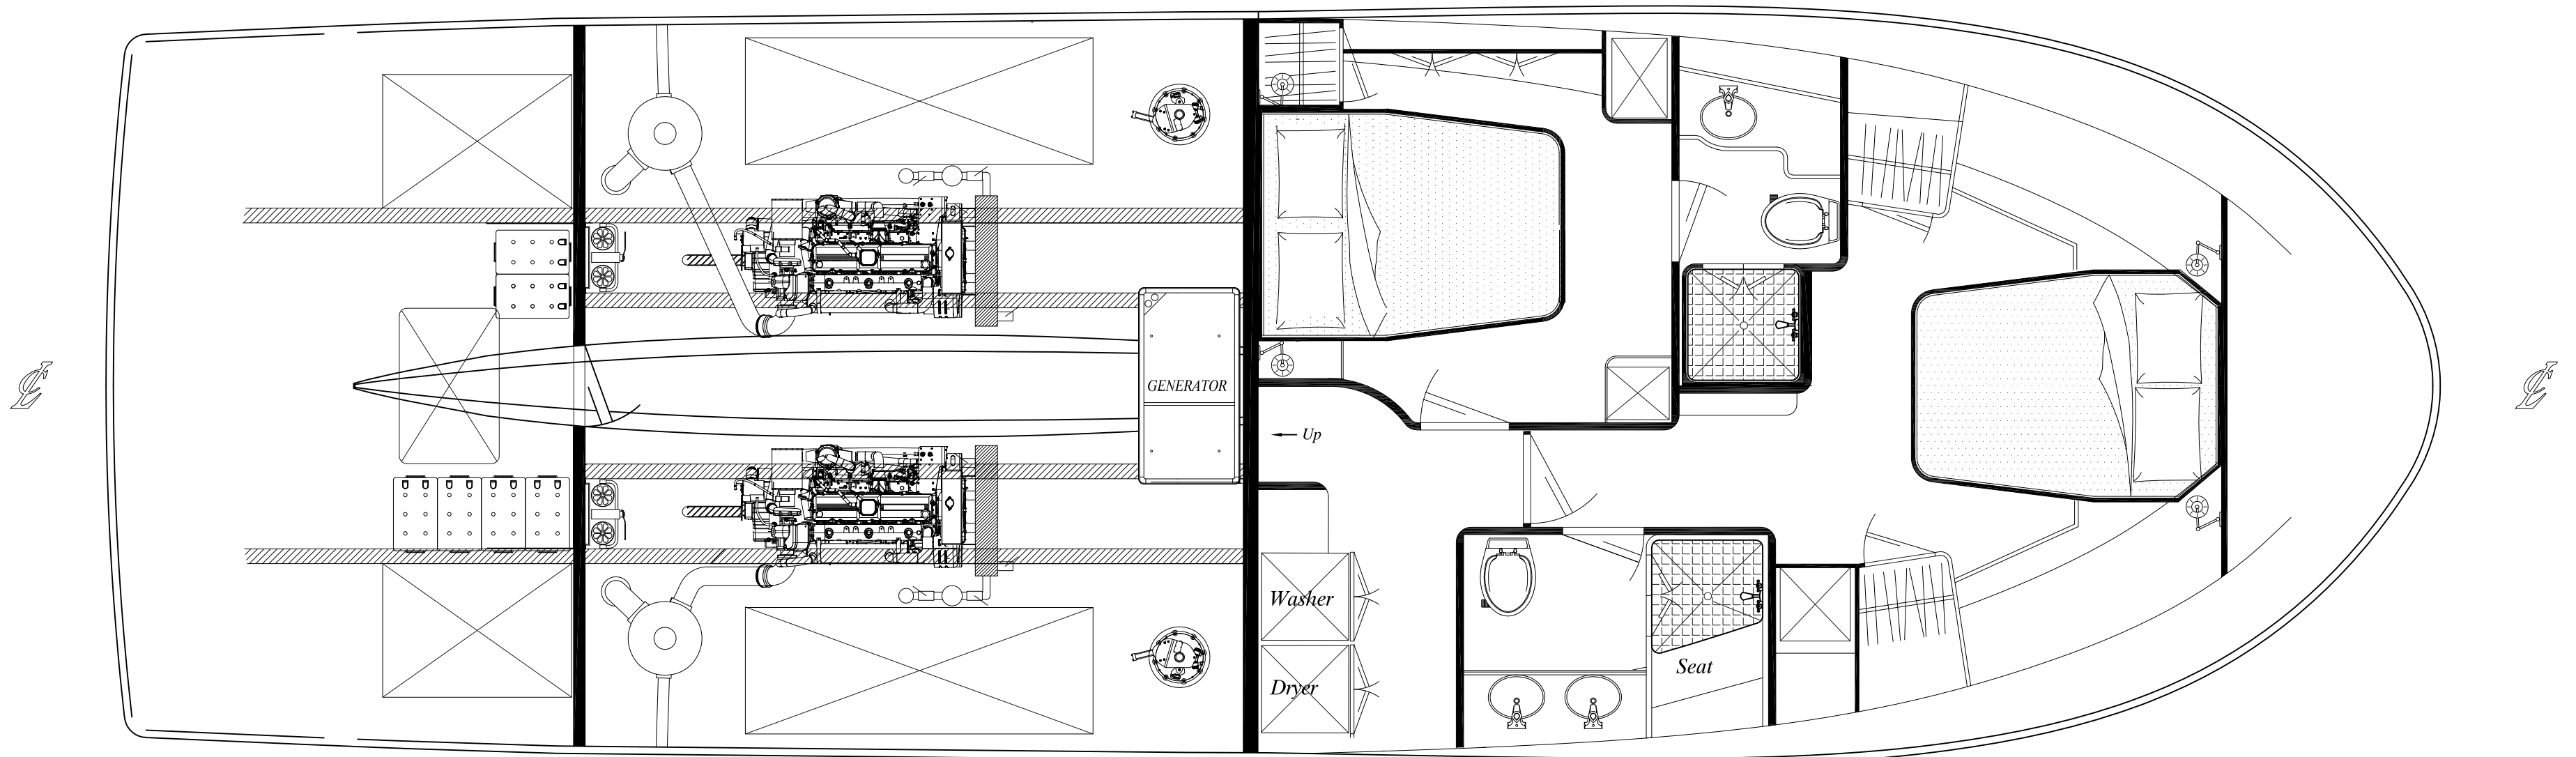 GENERATOR
Up
Washer
Dryer
Seat
℄
℄